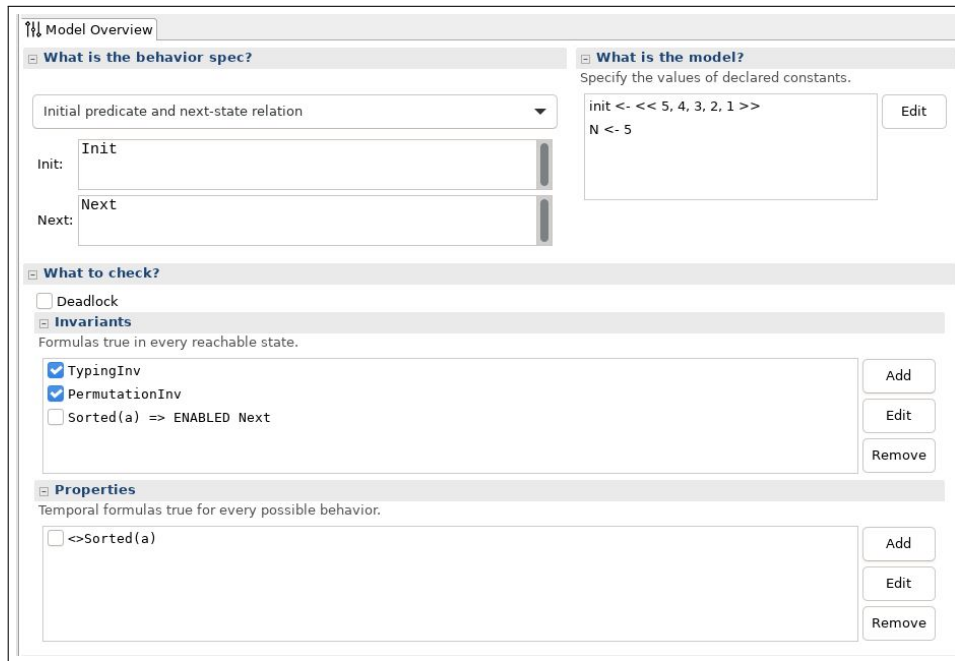 Model Overview
What is the behavior spec?
Initial predicate and next-state relation
Init:
Init
Next:
Next
What is the model?
Specify the values of declared constants.
init <- << 5, 4, 3, 2, 1 >>
N <- 5
Edit
What to check?
Deadlock
Invariants
Formulas true in every reachable state.
TypingInv
PermutationInv
Sorted(a) => ENABLED Next
Add
Edit
Remove
Properties
Temporal formulas true for every possible behavior.
<>Sorted(a)
Add
Edit
Remove